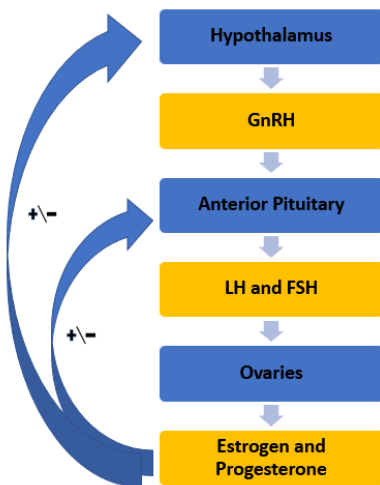 Hypothalamus
GnRH
+\−
Anterior Pituitary
LH and FSH
+\−
Ovaries
Estrogen and
Progesterone